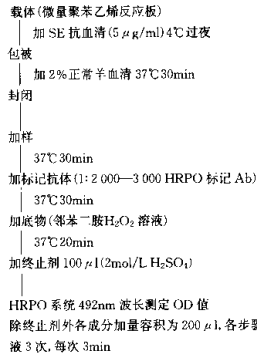 载体(微量聚苯乙烯反应板)
加 SE 抗血清(5 μg/ml)4℃过夜
包被
加 2%正常羊血清 37℃30min
封闭
加样
37℃30min
加标记抗体(1:2 000—3 000 HRPO 标记 Ab)
37℃30min
加底物(邻苯二胺H₂O₂ 溶液)
37℃20min
加终止剂 100μl(2mol/L H₂SO₄)
HRPO 系统 492nm 波长测定 OD 值
除终止剂外各成分加量容积为 200μl,各步骤
液 3 次,每次 3min